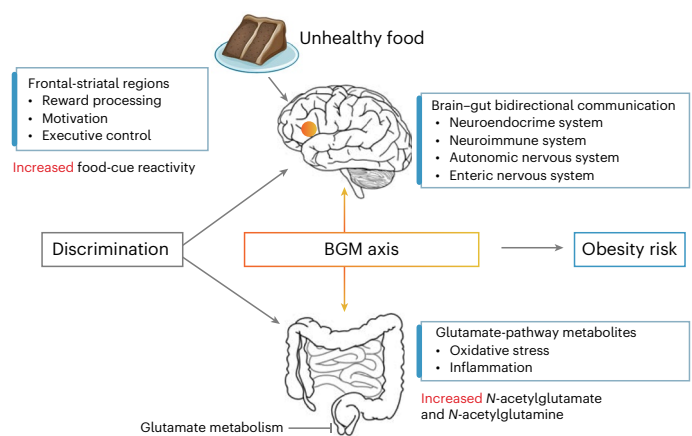 Unhealthy food
Frontal-striatal regions
• Reward processing
• Motivation
• Executive control
Increased food-cue reactivity
Brain–gut bidirectional communication
• Neuroendocrine system
• Neuroimmune system
• Autonomic nervous system
• Enteric nervous system
Discrimination
BGM axis
Obesity risk
Glutamate-pathway metabolites
• Oxidative stress
• Inflammation
Increased N-acetylglutamate
and N-acetylglutamine
Glutamate metabolism